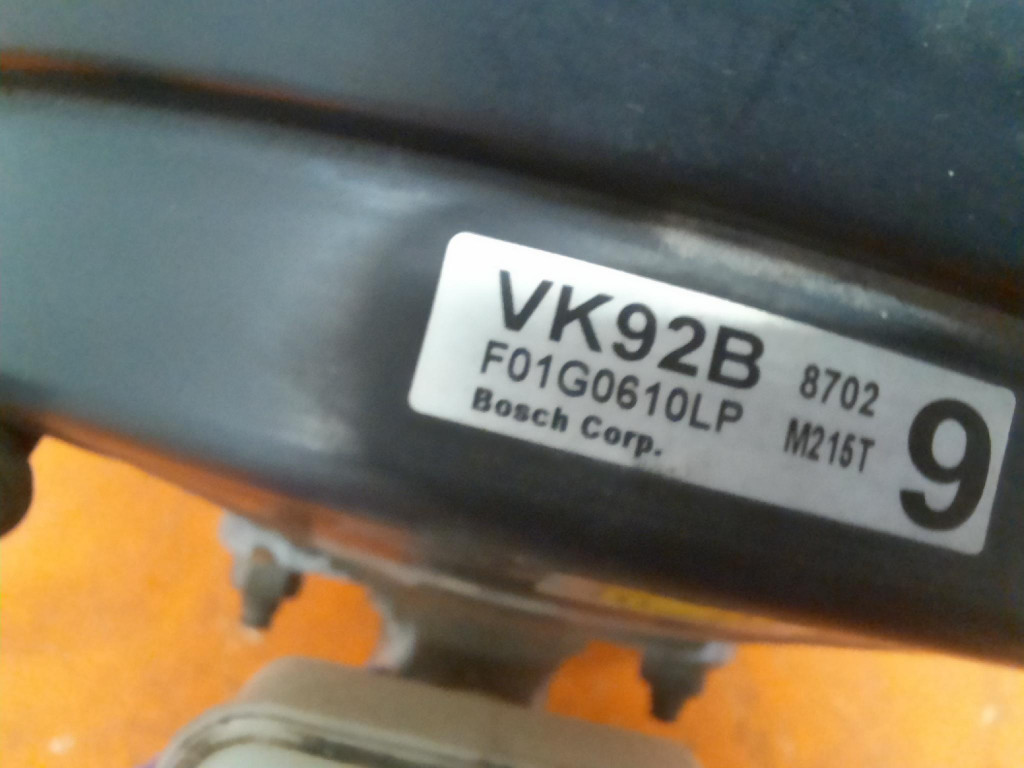 VK92B
F01G0610LP
Bosch Corp.
8702
M215T
9